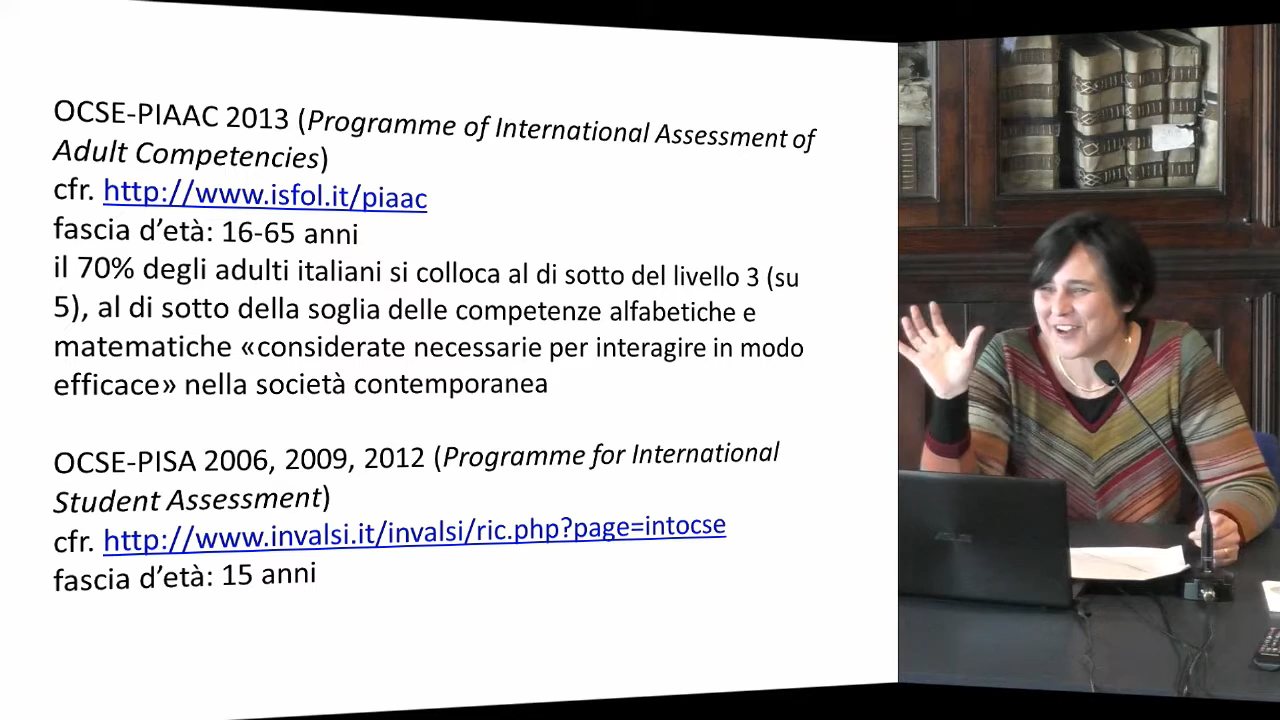 OCSE-PIAAC 2013 (Programme of International Assessment of
Adult Competencies)
cfr. http://www.isfol.it/piaac
fascia d’età: 16-65 anni
il 70% degli adulti italiani si colloca al di sotto del livello 3 (su
5), al di sotto della soglia delle competenze alfabetiche e
matematiche «considerate necessarie per interagire in modo
efficace» nella società contemporanea
OCSE-PISA 2006, 2009, 2012 (Programme for International
Student Assessment)
cfr. http://www.invalsi.it/invalsi/ric.php?page=intocse
fascia d’età: 15 anni
ASUS